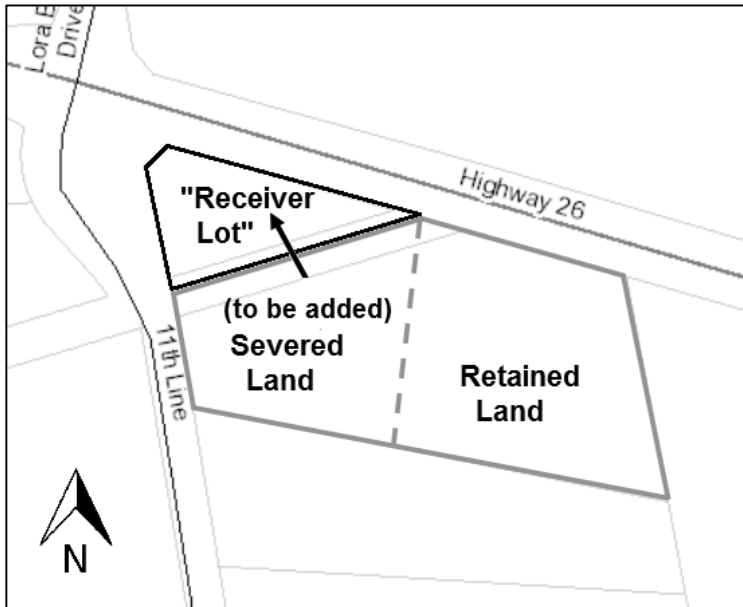 Lora B
Drive
Highway 26
"Receiver
Lot"
(to be added)
Severed
Land
Retained
Land
11th Line
N